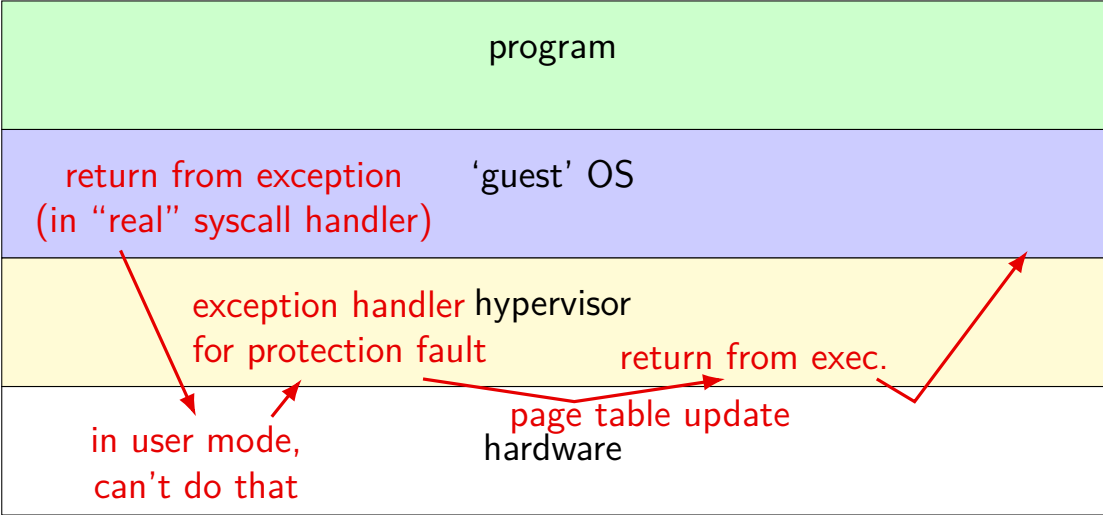 program
return from exception
(in “real” syscall handler)
‘guest’ OS
exception handler
for protection fault
hypervisor
return from exec.
page table update
in user mode,
can't do that
hardware